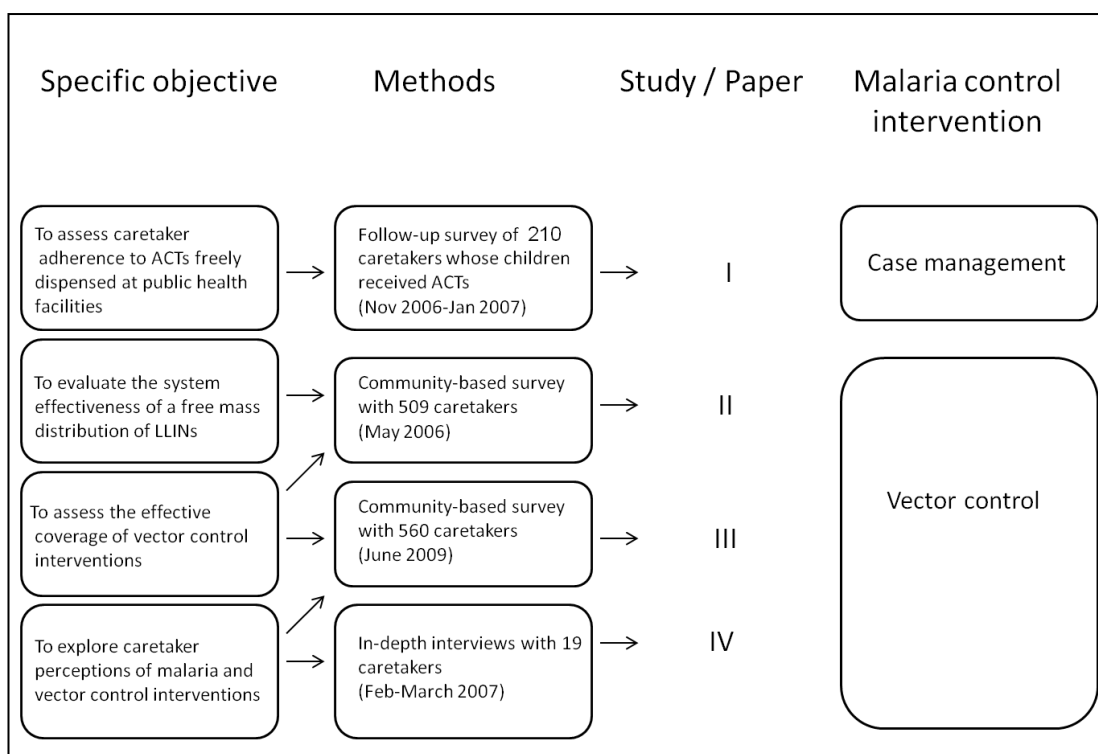 Specific objective
Methods
Study / Paper
Malaria control
intervention
To assess caretaker
adherence to ACTs freely
dispensed at public health
facilities
Follow-up survey of 210
caretakers whose children
received ACTs
(Nov 2006-Jan 2007)
I
Case management
To evaluate the system
effectiveness of a free mass
distribution of LLINs
Community-based survey
with 509 caretakers
(May 2006)
II
Vector control
To assess the effective
coverage of vector control
interventions
Community-based survey
with 560 caretakers
(June 2009)
III
To explore caretaker
perceptions of malaria and
vector control interventions
In-depth interviews with 19
caretakers
(Feb-March 2007)
IV